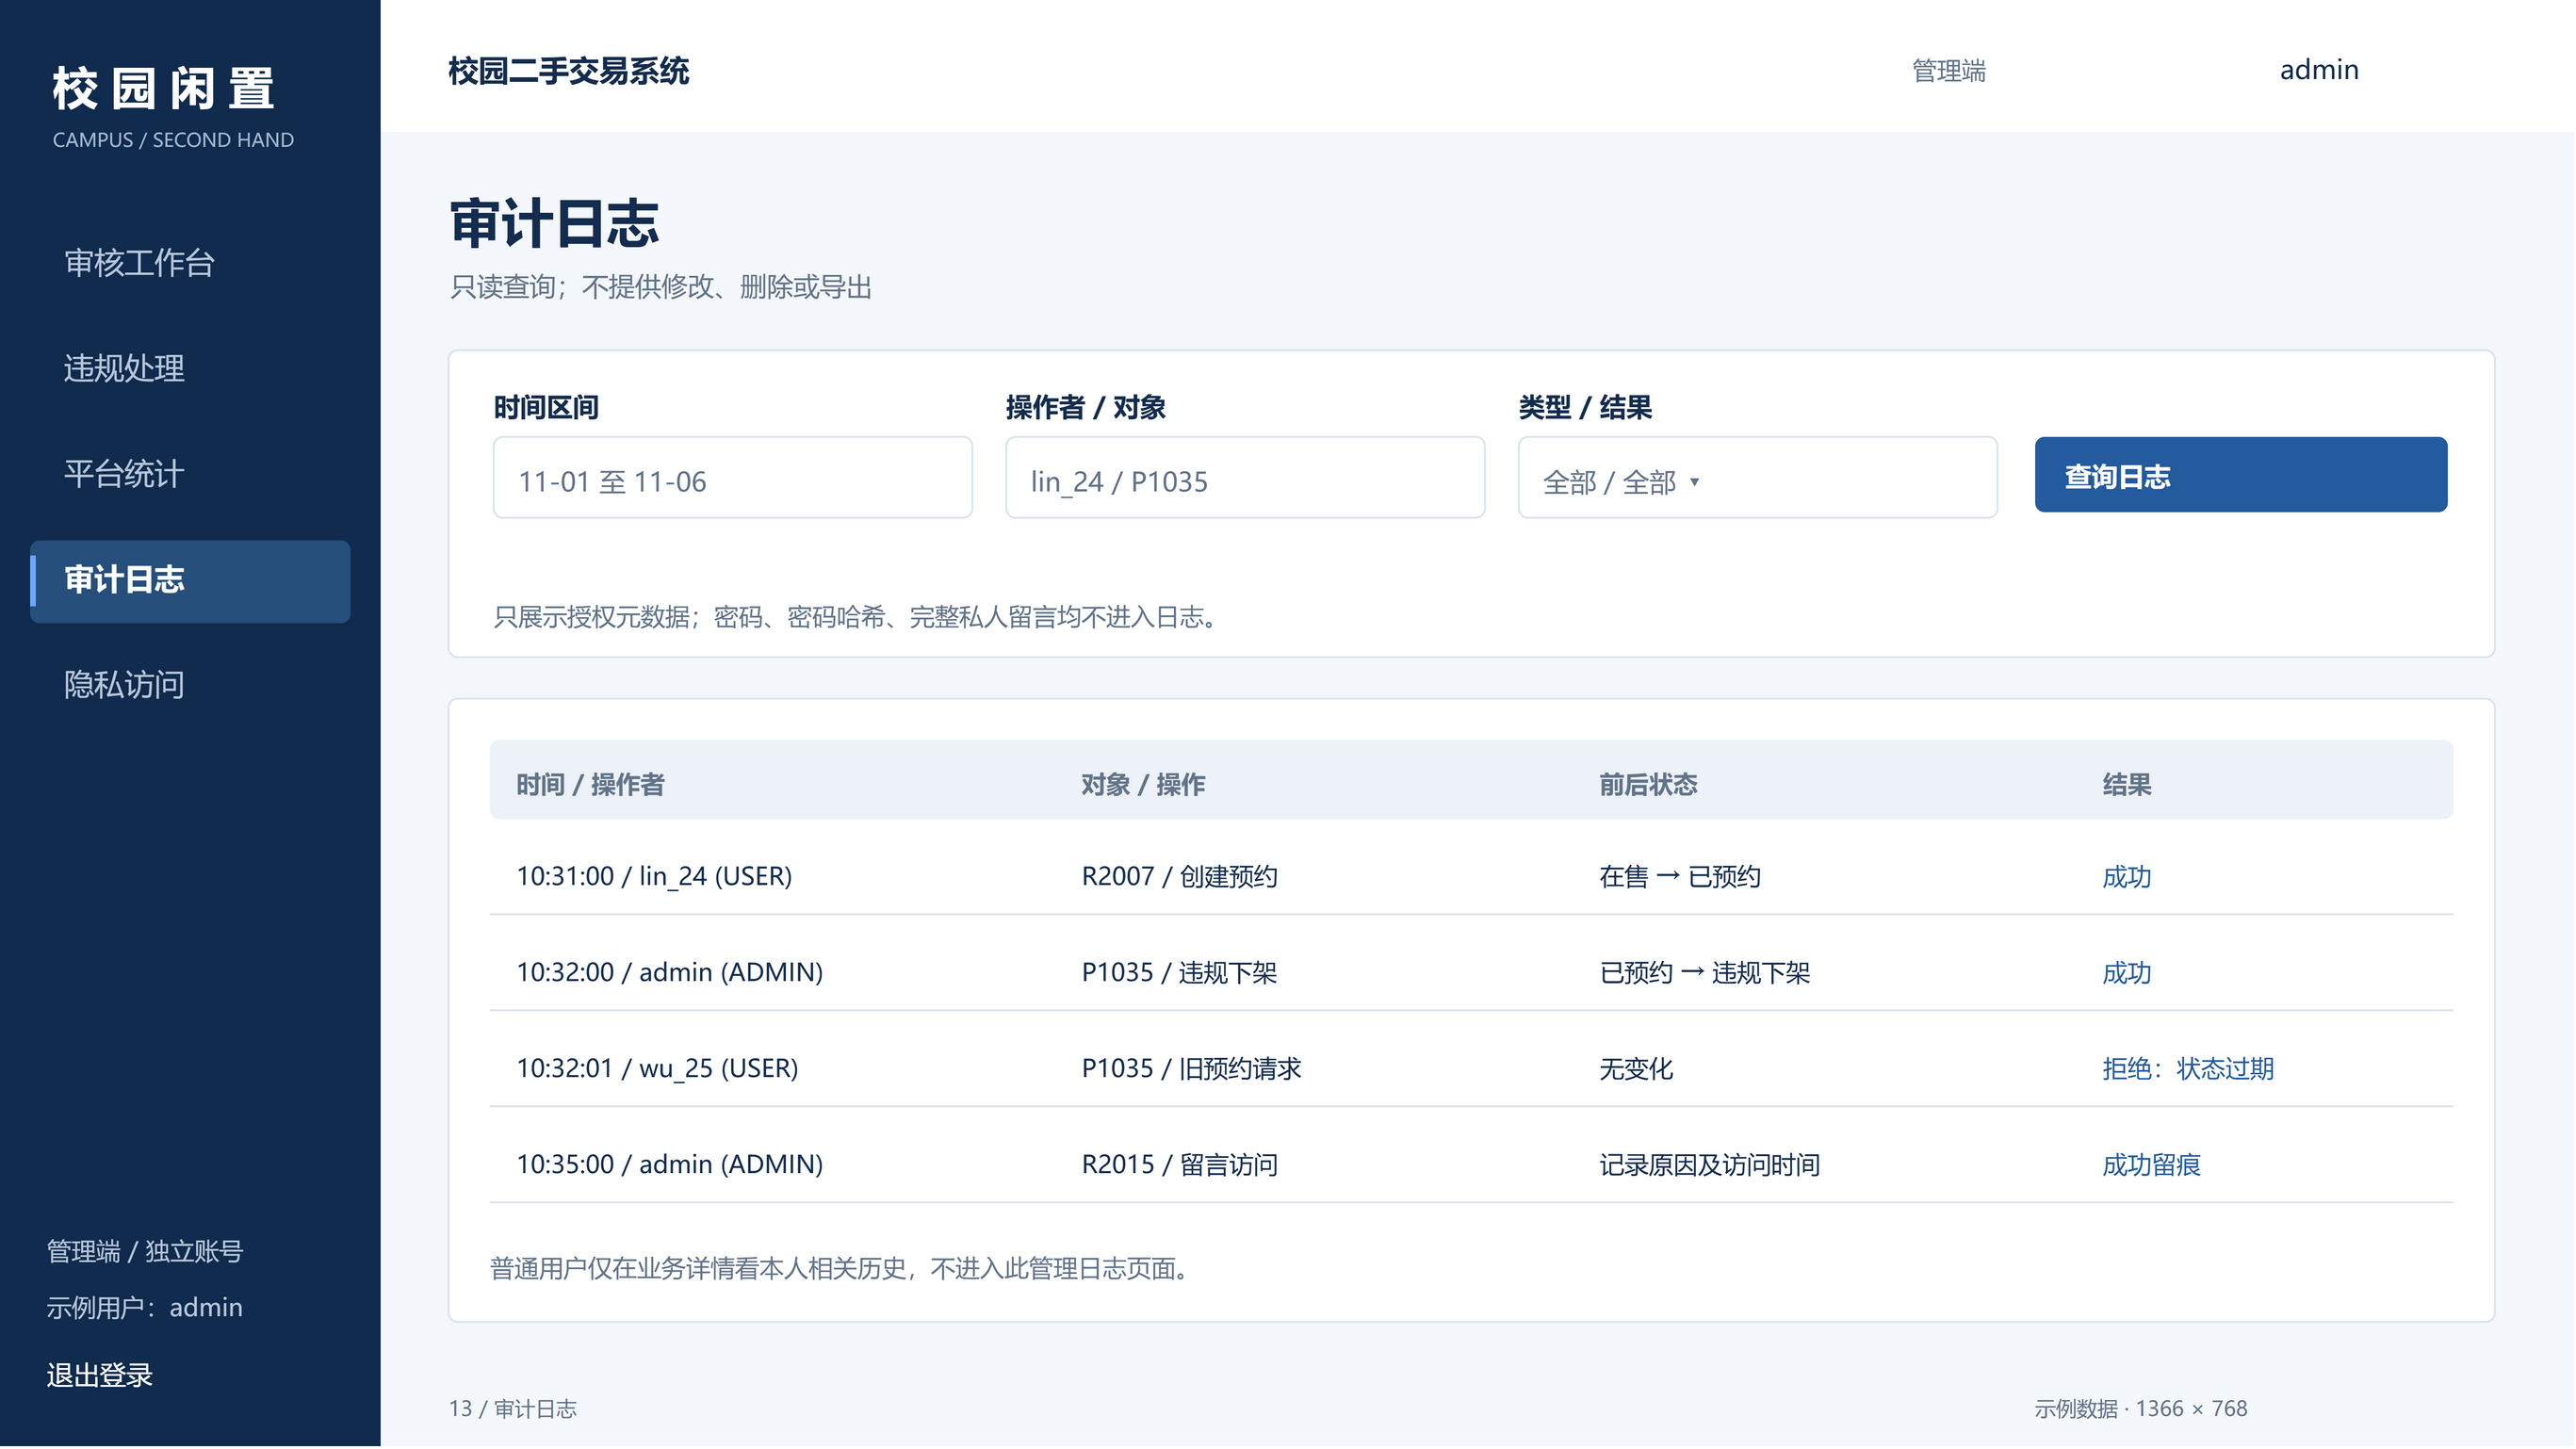 校园闲置
CAMPUS / SECOND HAND
审核工作台
违规处理
平台统计
审计日志
隐私访问
管理端 / 独立账号
示例用户：admin
退出登录
校园二手交易系统
管理端
admin
审计日志
只读查询；不提供修改、删除或导出
时间区间
操作者 / 对象
类型 / 结果
11-01 至 11-06
lin_24 / P1035
全部 / 全部 ▾
查询日志
只展示授权元数据；密码、密码哈希、完整私人留言均不进入日志。
时间 / 操作者 对象 / 操作 前后状态 结果
10:31:00 / lin_24 (USER) R2007 / 创建预约 在售 → 已预约 成功
10:32:00 / admin (ADMIN) P1035 / 违规下架 已预约 → 违规下架 成功
10:32:01 / wu_25 (USER) P1035 / 旧预约请求 无变化 拒绝：状态过期
10:35:00 / admin (ADMIN) R2015 / 留言访问 记录原因及访问时间 成功留痕
普通用户仅在业务详情看本人相关历史，不进入此管理日志页面。
13 / 审计日志
示例数据 · 1366 × 768